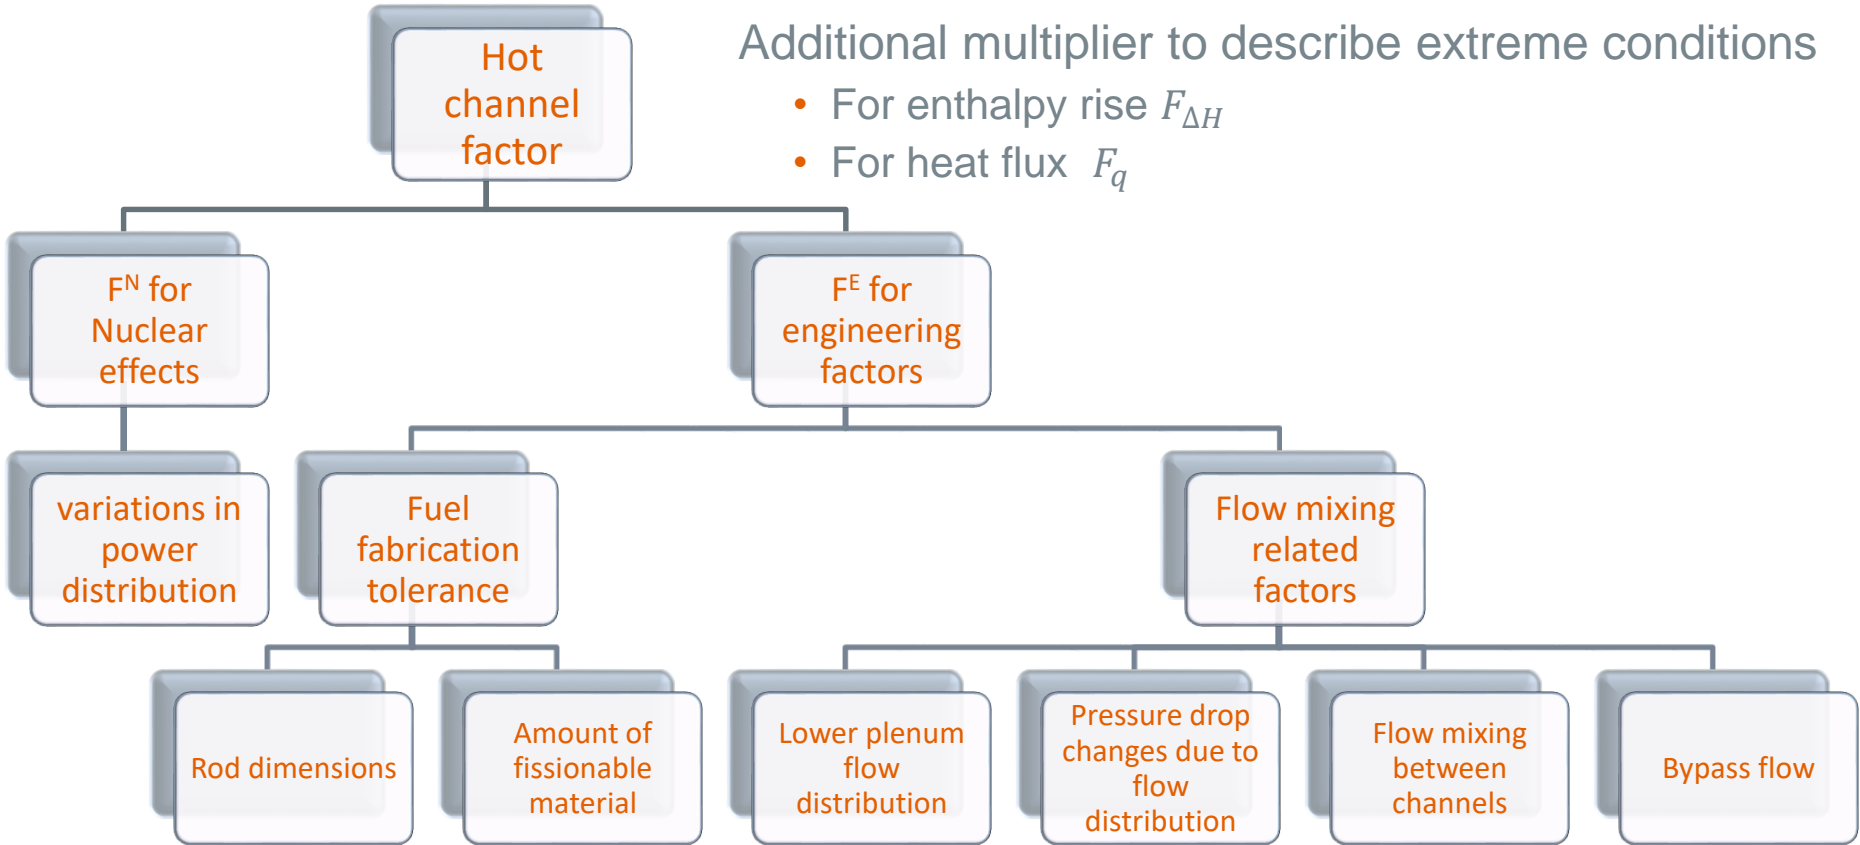 Additional multiplier to describe extreme conditions
• For enthalpy rise F_ΔH
• For heat flux F_q
Hot
channel
factor
Fᴺ for
Nuclear
effects
Fᴱ for
engineering
factors
variations in
power
distribution
Fuel
fabrication
tolerance
Flow mixing
related
factors
Rod dimensions
Amount of
fissionable
material
Lower plenum
flow
distribution
Pressure drop
changes due to
flow
distribution
Flow mixing
between
channels
Bypass flow